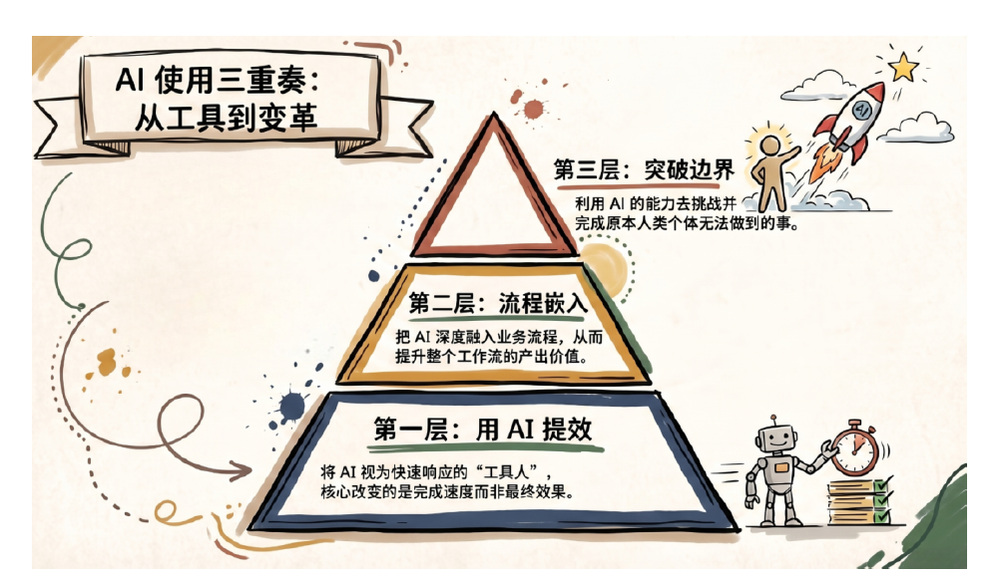 AI 使用三重奏：
从工具到变革
第三层：突破边界
利用 AI 的能力去挑战并
完成原本人类个体无法做到的事。
AI
第二层：流程嵌入
把 AI 深度融入业务流程，从而
提升整个工作流的产出价值。
第一层：用 AI 提效
将 AI 视为快速响应的“工具人”，
核心改变的是完成速度而非最终效果。